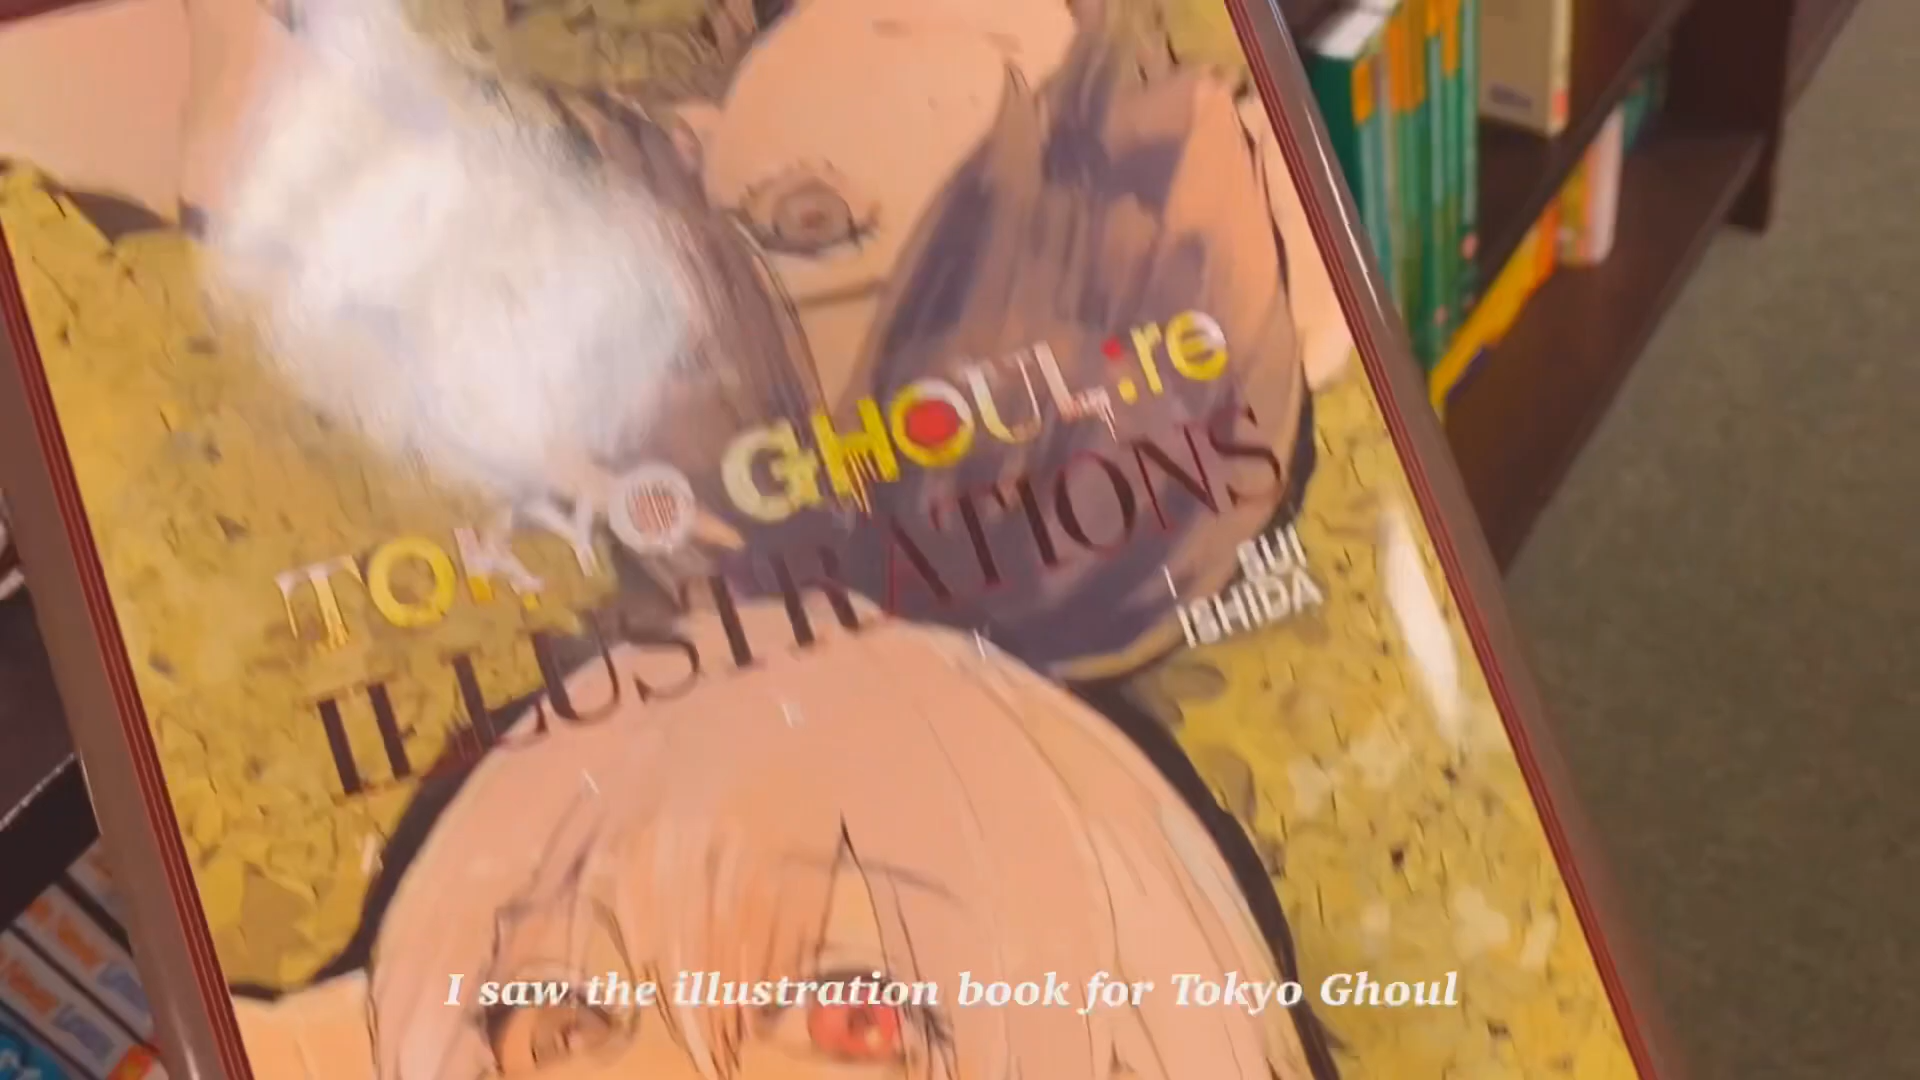 TOKYO GHOUL:re
ILLUSTRATIONS
SUI
ISHIDA
I saw the illustration book for Tokyo Ghoul